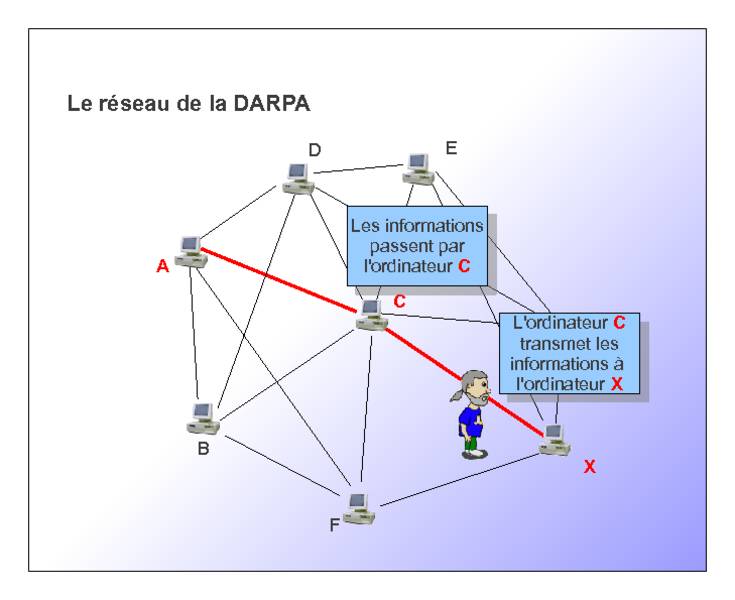 Le réseau de la DARPA
D
E
Les informations
passent par
l'ordinateur C
A
C
L'ordinateur C
transmet les
informations à
l'ordinateur X
B
X
F